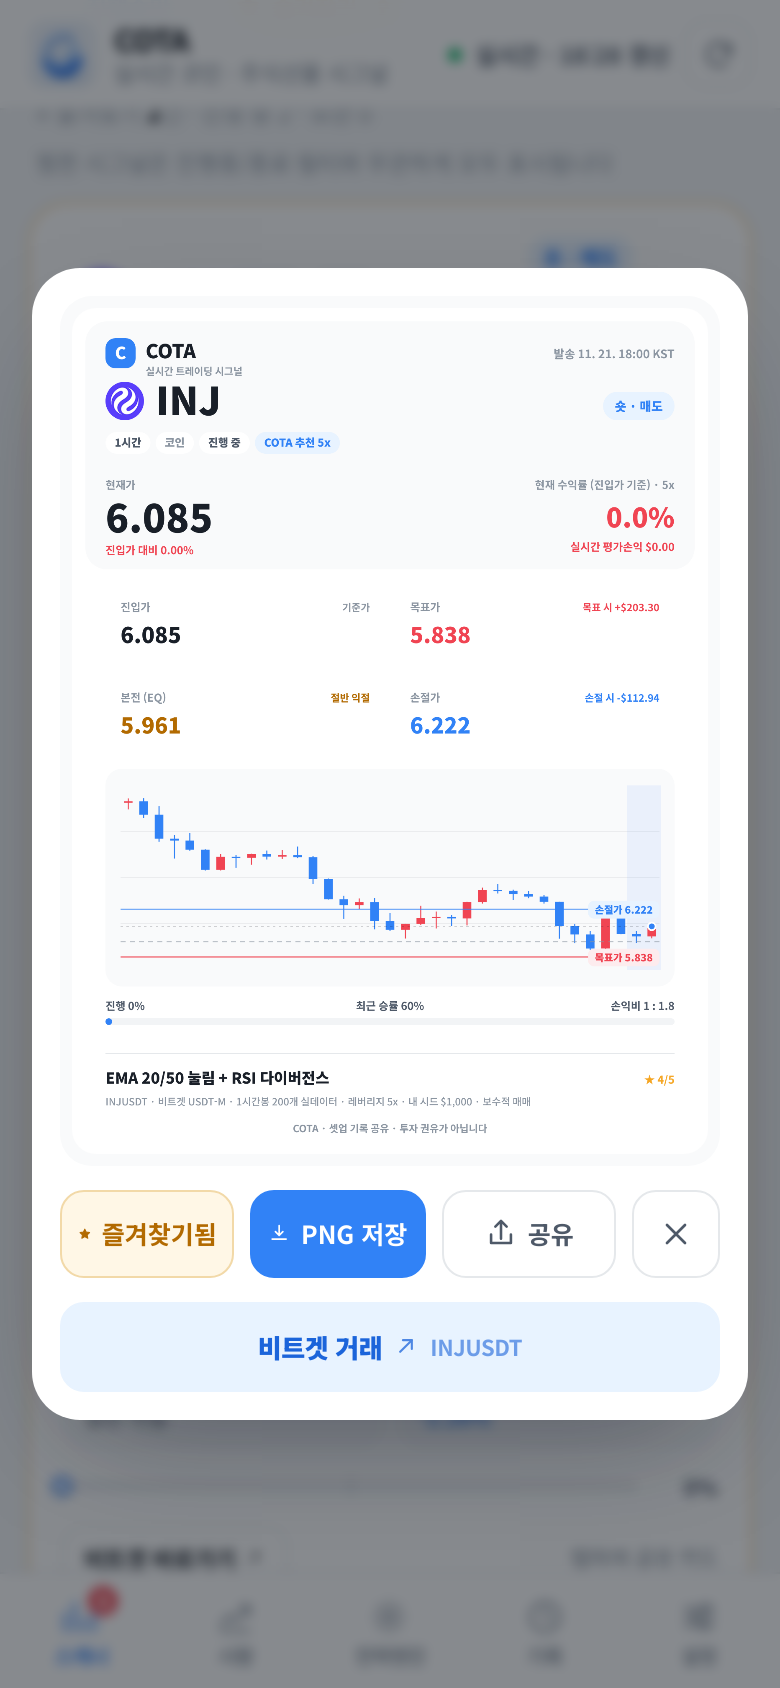 COTA
C COTA
실시간 트레이딩 시그널
발송 11. 21. 18:00 KST
INJ
숏 · 매도
1시간 코인 진행 중 COTA 추천 5x
현재가
현재 수익률 (진입가 기준) · 5x
6.085
0.0%
진입가 대비 0.00%
실시간 평가손익 $0.00
진입가 기준가
6.085
목표가 목표 시 +$203.30
5.838
본전 (EQ) 절반 익절
5.961
손절가 손절 시 -$112.94
6.222
손절가 6.222
목표가 5.838
진행 0% 최근 승률 60% 손익비 1 : 1.8
EMA 20/50 눌림 + RSI 다이버전스
★ 4/5
INJUSDT · 비트겟 USDT-M · 1시간봉 200개 실데이터 · 레버리지 5x · 내 시드 $1,000 · 보수적 매매
COTA · 셋업 기록 공유 · 투자 권유가 아닙니다
★ 즐겨찾기됨
PNG 저장
공유
비트겟 거래 ↗ INJUSDT